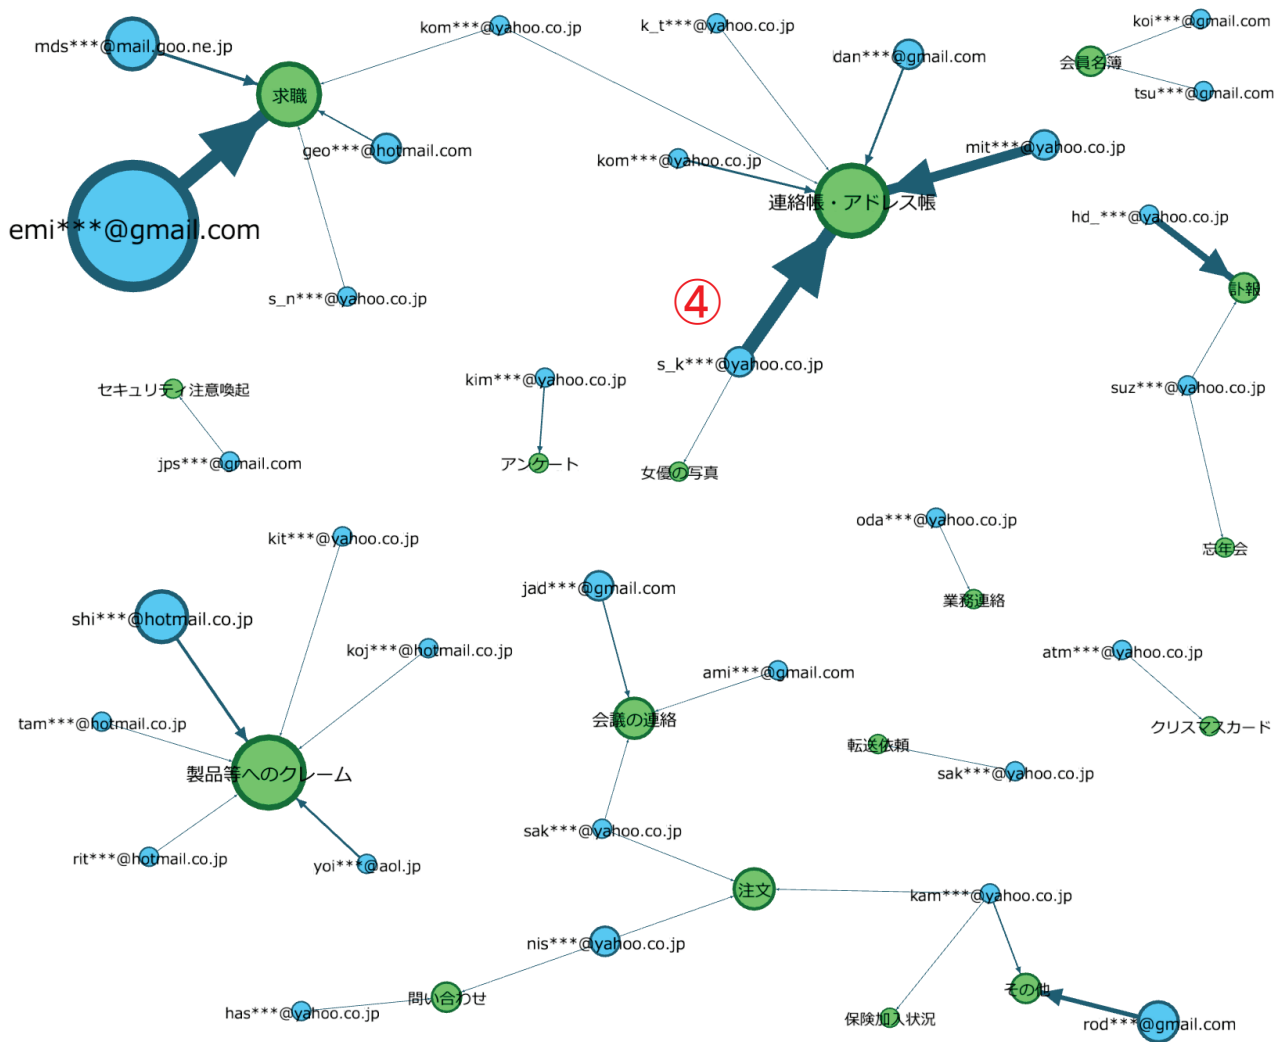 koi***@gmail.com
kom***@yahoo.co.jp
k_t***@yahoo.co.jp
mds***@mail.goo.ne.jp
dan***@gmail.com
会員名簿
求職
tsu***@gmail.com
geo***@hotmail.com
mit***@yahoo.co.jp
kom***@yahoo.co.jp
連絡帳・アドレス帳
hd_***@yahoo.co.jp
emi***@gmail.com
訃報
s_n***@yahoo.co.jp
④
s_k***@yahoo.co.jp
kim***@yahoo.co.jp
セキュリティ注意喚起
suz***@yahoo.co.jp
jps***@gmail.com
アンケート
女優の写真
oda***@yahoo.co.jp
kit***@yahoo.co.jp
忘年会
jad***@gmail.com
業務連絡
shi***@hotmail.co.jp
koj***@hotmail.co.jp
atm***@yahoo.co.jp
ami***@gmail.com
tam***@hotmail.co.jp
会議の連絡
クリスマスカード
転送依頼
製品等へのクレーム
sak***@yahoo.co.jp
sak***@yahoo.co.jp
rit***@hotmail.co.jp
yoi***@aol.jp
注文
kam***@yahoo.co.jp
nis***@yahoo.co.jp
その他
問い合わせ
has***@yahoo.co.jp
保険加入状況
rod***@gmail.com